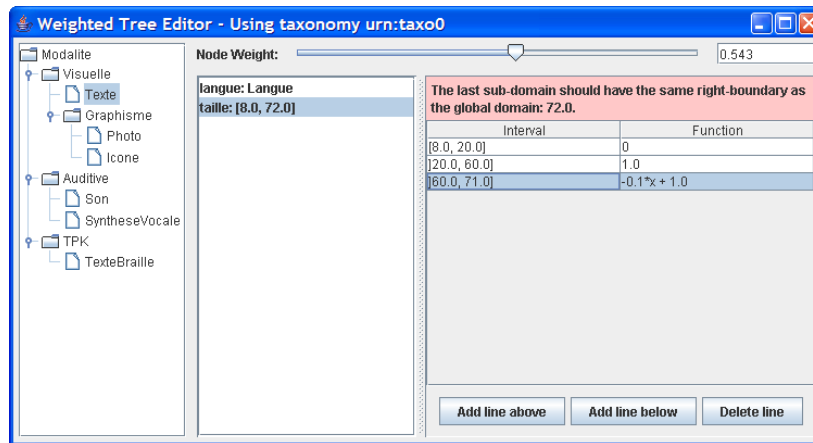 Weighted Tree Editor - Using taxonomy urn:taxo0
Modalite
Visuelle
Texte
Graphisme
Photo
Icone
Auditive
Son
SyntheseVocale
TPK
TexteBraille
Node Weight:
0.543
langue: Langue
taille: [8.0, 72.0]
The last sub-domain should have the same right-boundary as
the global domain: 72.0.
Interval Function
[8.0, 20.0] 0
]20.0, 60.0] 1.0
]60.0, 71.0] -0.1*x + 1.0
Add line above Add line below Delete line